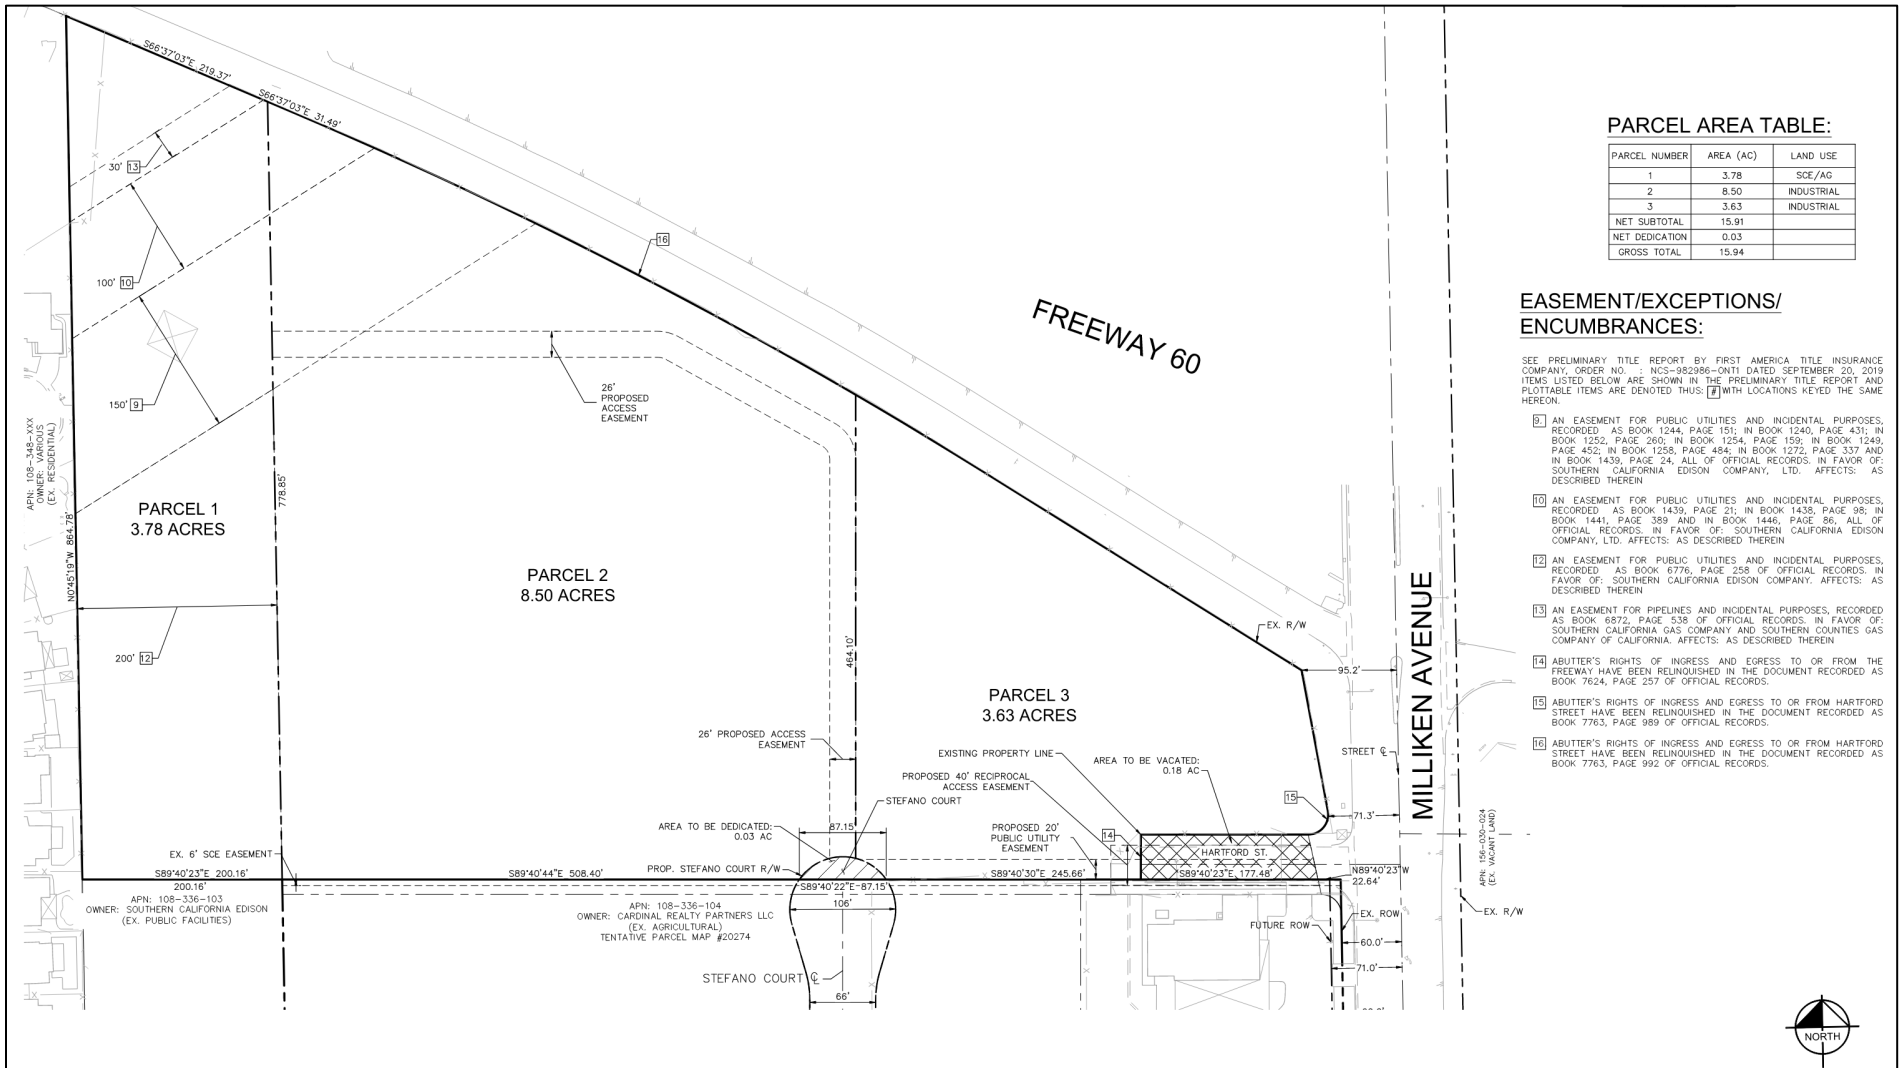 S66°37'03"E 219.37'
S66°37'03"E 31.49'
30' 13
100' 10
150' 9
16
FREEWAY 60
26'
PROPOSED
ACCESS
EASEMENT
APN: 108-348-XXX
OWNER: VARIOUS
(EX. RESIDENTIAL)
N0°45'19"W 864.78'
778.85'
PARCEL 1
3.78 ACRES
PARCEL 2
8.50 ACRES
464.10'
PARCEL 3
3.63 ACRES
200' 12
EX. R/W
95.2'
MILLIKEN AVENUE
26' PROPOSED ACCESS
EASEMENT
EXISTING PROPERTY LINE
AREA TO BE VACATED:
0.18 AC
STREET ℄
PROPOSED 40' RECIPROCAL
ACCESS EASEMENT
STEFANO COURT
15
71.3'
AREA TO BE DEDICATED:
0.03 AC
87.15'
PROPOSED 20'
PUBLIC UTILITY
EASEMENT
14
HARTFORD ST.
APN: 156-030-024
(EX. VACANT LAND)
EX. 6' SCE EASEMENT
PROP. STEFANO COURT R/W
S89°40'23"E 200.16'
S89°40'44"E 508.40'
S89°40'22"E 87.15'
S89°40'30"E 245.66'
S89°40'23"E 177.48'
N89°40'23"W
22.64'
200.16'
APN: 108-336-103
OWNER: SOUTHERN CALIFORNIA EDISON
(EX. PUBLIC FACILITIES)
APN: 108-336-104
OWNER: CARDINAL REALTY PARTNERS LLC
(EX. AGRICULTURAL)
TENTATIVE PARCEL MAP #20274
106'
EX. ROW
EX. R/W
FUTURE ROW
60.0'
71.0'
STEFANO COURT ℄
66'
PARCEL AREA TABLE:
PARCEL NUMBER AREA (AC) LAND USE
1 3.78 SCE/AG
2 8.50 INDUSTRIAL
3 3.63 INDUSTRIAL
NET SUBTOTAL 15.91
NET DEDICATION 0.03
GROSS TOTAL 15.94
EASEMENT/EXCEPTIONS/
ENCUMBRANCES:
SEE PRELIMINARY TITLE REPORT BY FIRST AMERICA TITLE INSURANCE
COMPANY, ORDER NO. : NCS-982986-ONT1 DATED SEPTEMBER 20, 2019
ITEMS LISTED BELOW ARE SHOWN IN THE PRELIMINARY TITLE REPORT AND
PLOTTABLE ITEMS ARE DENOTED THUS: # WITH LOCATIONS KEYED THE SAME
HEREON.
9. AN EASEMENT FOR PUBLIC UTILITIES AND INCIDENTAL PURPOSES,
RECORDED AS BOOK 1244, PAGE 151; IN BOOK 1240, PAGE 431; IN
BOOK 1252, PAGE 260; IN BOOK 1254, PAGE 159; IN BOOK 1249,
PAGE 452; IN BOOK 1258, PAGE 484; IN BOOK 1272, PAGE 337 AND
IN BOOK 1439, PAGE 24, ALL OF OFFICIAL RECORDS. IN FAVOR OF:
SOUTHERN CALIFORNIA EDISON COMPANY, LTD. AFFECTS: AS
DESCRIBED THEREIN
10 AN EASEMENT FOR PUBLIC UTILITIES AND INCIDENTAL PURPOSES,
RECORDED AS BOOK 1439, PAGE 21; IN BOOK 1438, PAGE 98; IN
BOOK 1441, PAGE 389 AND IN BOOK 1446, PAGE 86, ALL OF
OFFICIAL RECORDS. IN FAVOR OF: SOUTHERN CALIFORNIA EDISON
COMPANY, LTD. AFFECTS: AS DESCRIBED THEREIN
12 AN EASEMENT FOR PUBLIC UTILITIES AND INCIDENTAL PURPOSES,
RECORDED AS BOOK 6776, PAGE 258 OF OFFICIAL RECORDS. IN
FAVOR OF: SOUTHERN CALIFORNIA EDISON COMPANY. AFFECTS: AS
DESCRIBED THEREIN
13 AN EASEMENT FOR PIPELINES AND INCIDENTAL PURPOSES, RECORDED
AS BOOK 6872, PAGE 538 OF OFFICIAL RECORDS. IN FAVOR OF:
SOUTHERN CALIFORNIA GAS COMPANY AND SOUTHERN COUNTIES GAS
COMPANY OF CALIFORNIA. AFFECTS: AS DESCRIBED THEREIN
14 ABUTTER'S RIGHTS OF INGRESS AND EGRESS TO OR FROM THE
FREEWAY HAVE BEEN RELINQUISHED IN THE DOCUMENT RECORDED AS
BOOK 7624, PAGE 257 OF OFFICIAL RECORDS.
15 ABUTTER'S RIGHTS OF INGRESS AND EGRESS TO OR FROM HARTFORD
STREET HAVE BEEN RELINQUISHED IN THE DOCUMENT RECORDED AS
BOOK 7763, PAGE 989 OF OFFICIAL RECORDS.
16 ABUTTER'S RIGHTS OF INGRESS AND EGRESS TO OR FROM HARTFORD
STREET HAVE BEEN RELINQUISHED IN THE DOCUMENT RECORDED AS
BOOK 7763, PAGE 992 OF OFFICIAL RECORDS.
NORTH